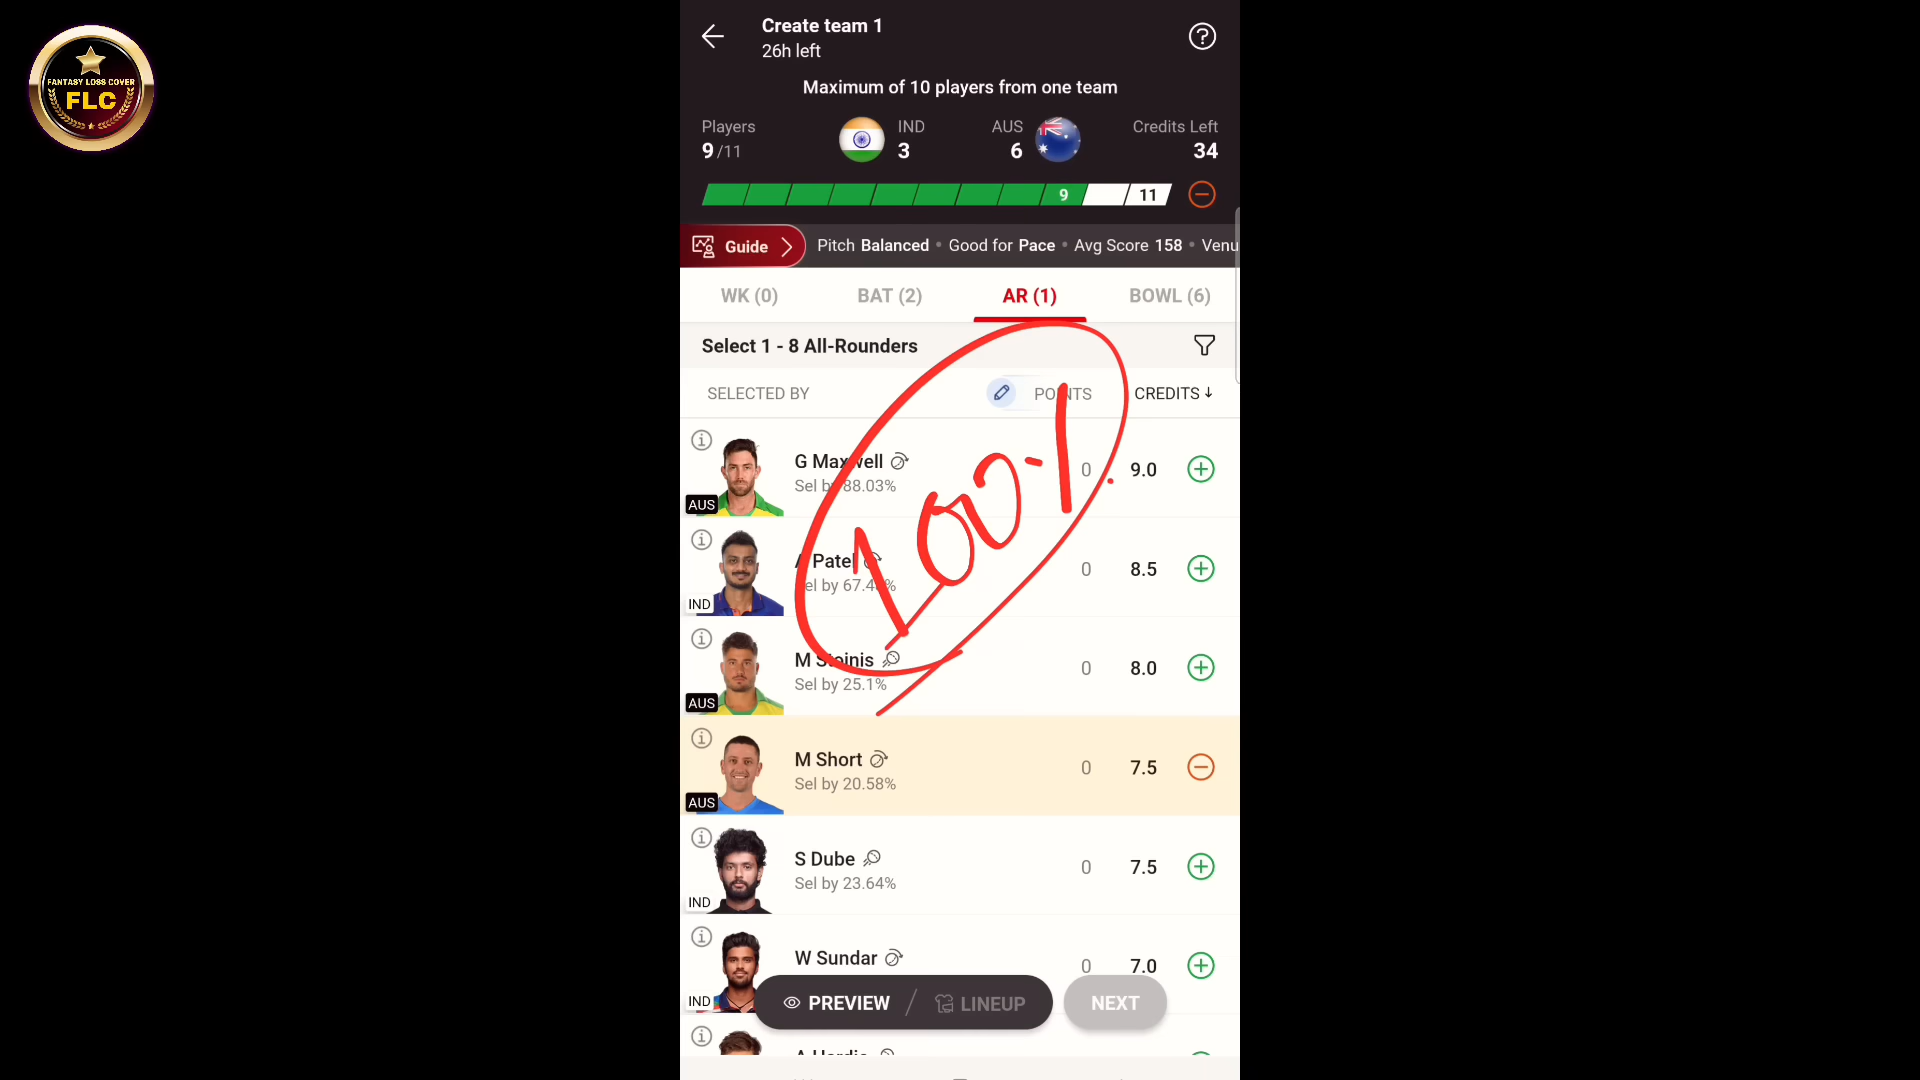 FANTASY LOSS COVER
FLC
Create team 1
26h left
Maximum of 10 players from one team
Players
9/11
IND
3
AUS
6
Credits Left
34
9
11
Guide
Pitch Balanced • Good for Pace • Avg Score 158 • Venu
WK (0)
BAT (2)
AR (1)
BOWL (6)
Select 1 - 8 All-Rounders
SELECTED BY
POINTS
CREDITS
G Maxwell
Sel by 88.03%
AUS
0
9.0
A Patel
Sel by
IND
0
8.5
M Stoinis
Sel by 25.1%
AUS
0
8.0
M Short
Sel by 20.58%
AUS
0
7.5
S Dube
Sel by 23.64%
IND
0
7.5
W Sundar
IND
0
7.0
PREVIEW / LINEUP
NEXT